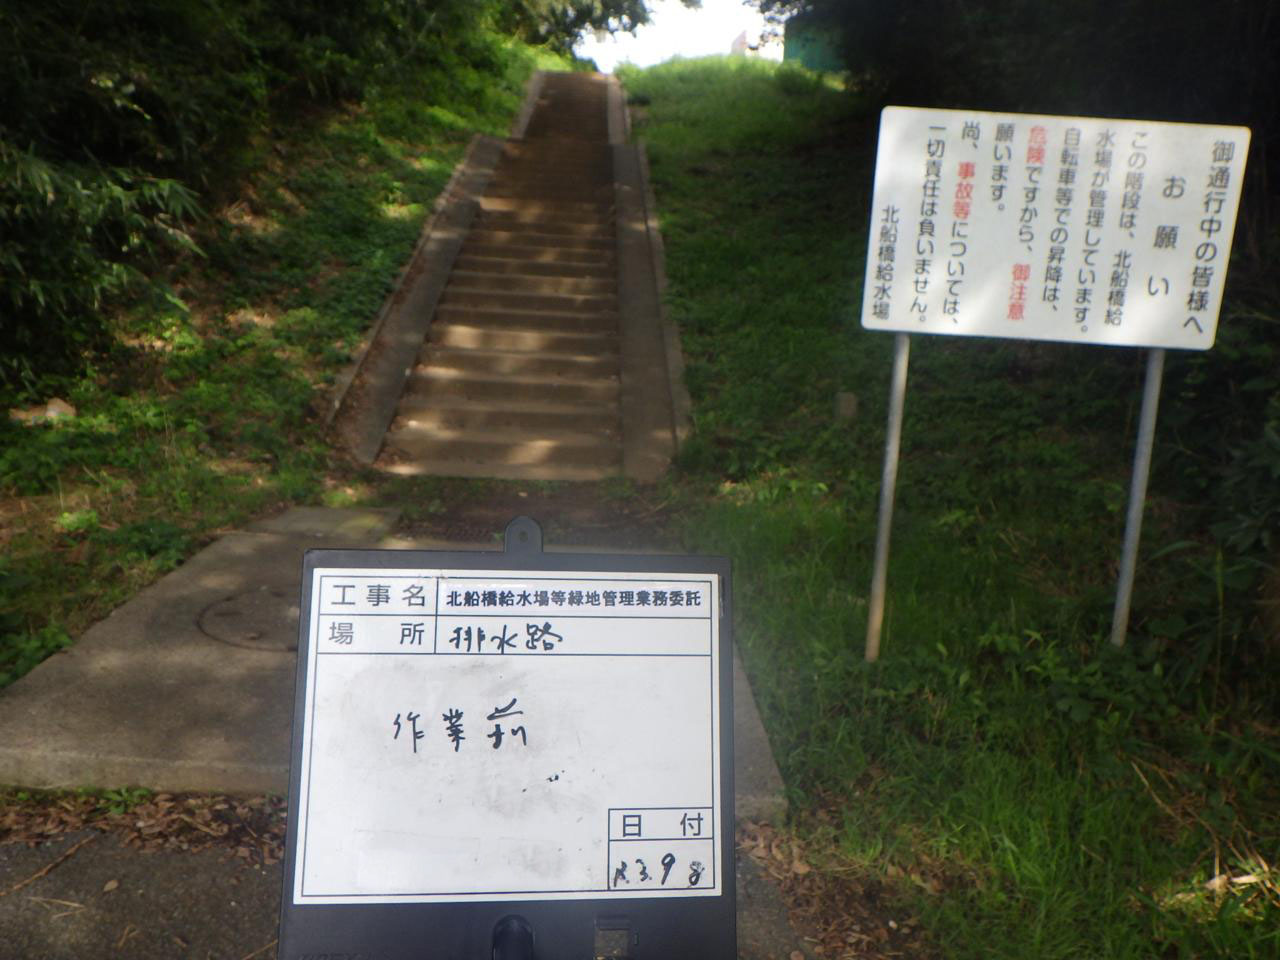 御通行中の皆様へ
お願い
この階段は、北船橋給
水場が管理しています。
自転車等での昇降は、
危険ですから、御注意
願います。
尚、事故等については、
一切責任は負いません。
北船橋給水場
工事名 北船橋給水場等緑地管理業務委託
場所 排水路
作業前
日付
R.3.9 8